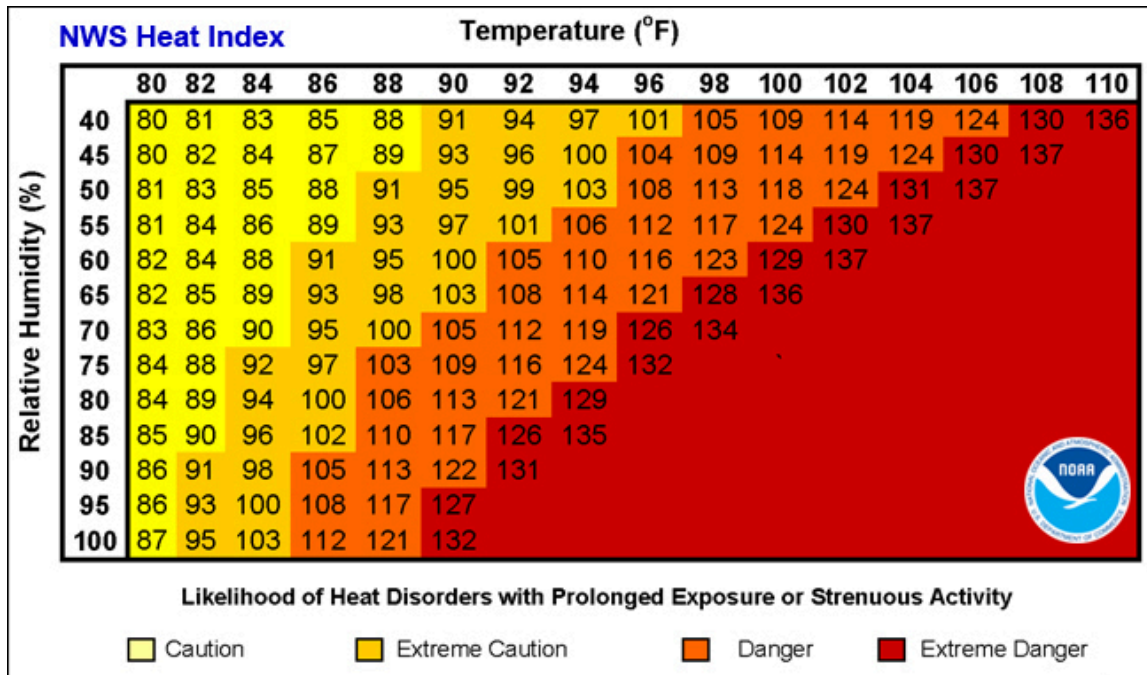 NWS Heat Index
Temperature (°F)
80 82 84 86 88 90 92 94 96 98 100 102 104 106 108 110
Relative Humidity (%)
40 80 81 83 85 88 91 94 97 101 105 109 114 119 124 130 136
45 80 82 84 87 89 93 96 100 104 109 114 119 124 130 137
50 81 83 85 88 91 95 99 103 108 113 118 124 131 137
55 81 84 86 89 93 97 101 106 112 117 124 130 137
60 82 84 88 91 95 100 105 110 116 123 129 137
65 82 85 89 93 98 103 108 114 121 128 136
70 83 86 90 95 100 105 112 119 126 134
75 84 88 92 97 103 109 116 124 132
80 84 89 94 100 106 113 121 129
85 85 90 96 102 110 117 126 135
90 86 91 98 105 113 122 131
95 86 93 100 108 117 127
100 87 95 103 112 121 132
NOAA
Likelihood of Heat Disorders with Prolonged Exposure or Strenuous Activity
Caution Extreme Caution Danger Extreme Danger